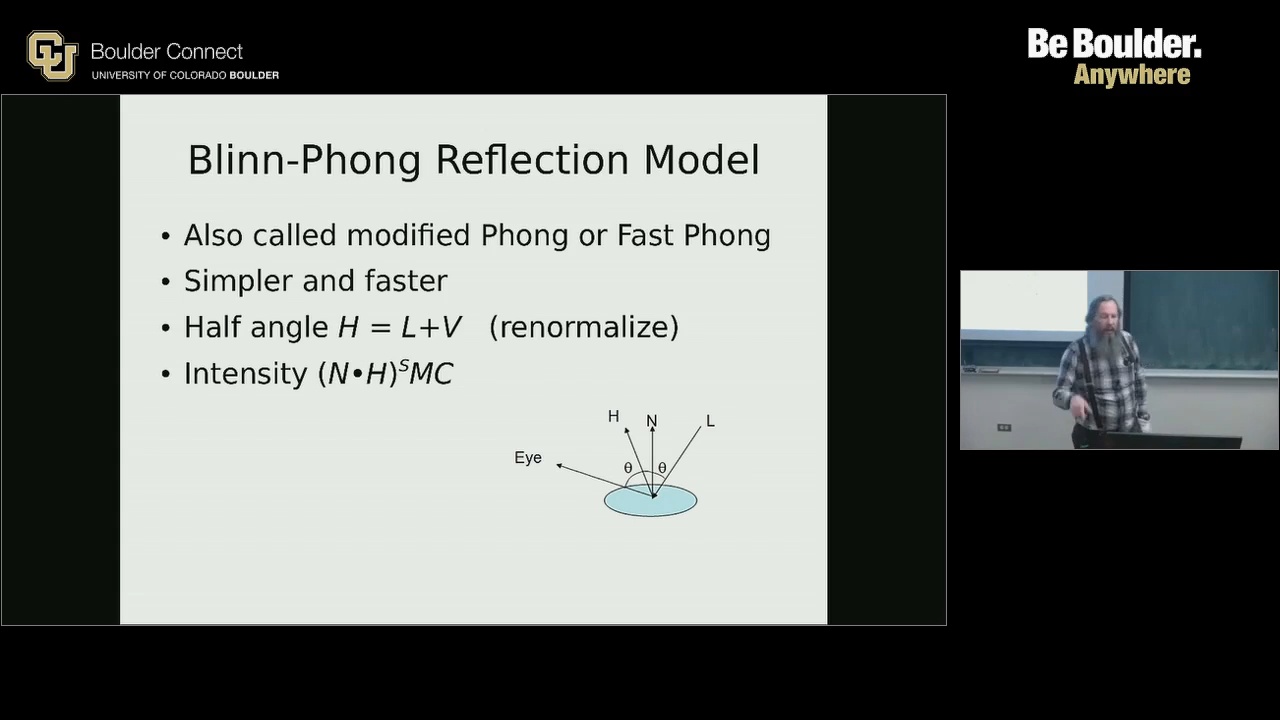 Boulder Connect
UNIVERSITY OF COLORADO BOULDER
Be Boulder.
Anywhere
Blinn-Phong Reflection Model
• Also called modified Phong or Fast Phong
• Simpler and faster
• Half angle H = L+V (renormalize)
• Intensity (N•H)ˢMC
H N L
Eye θ θ